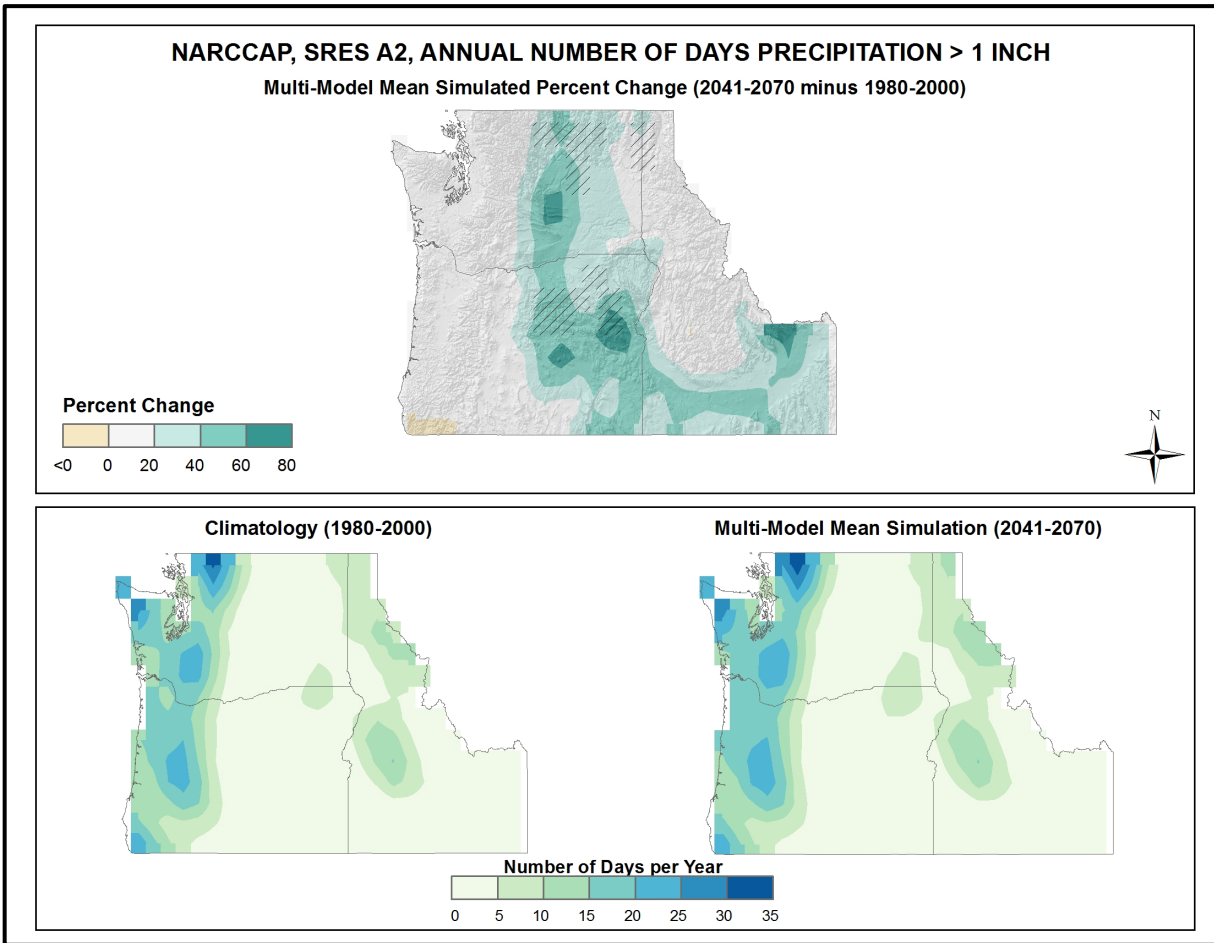 NARCCAP, SRES A2, ANNUAL NUMBER OF DAYS PRECIPITATION > 1 INCH
Multi-Model Mean Simulated Percent Change (2041-2070 minus 1980-2000)
Percent Change
<0 0 20 40 60 80
N
Climatology (1980-2000)
Multi-Model Mean Simulation (2041-2070)
Number of Days per Year
0 5 10 15 20 25 30 35